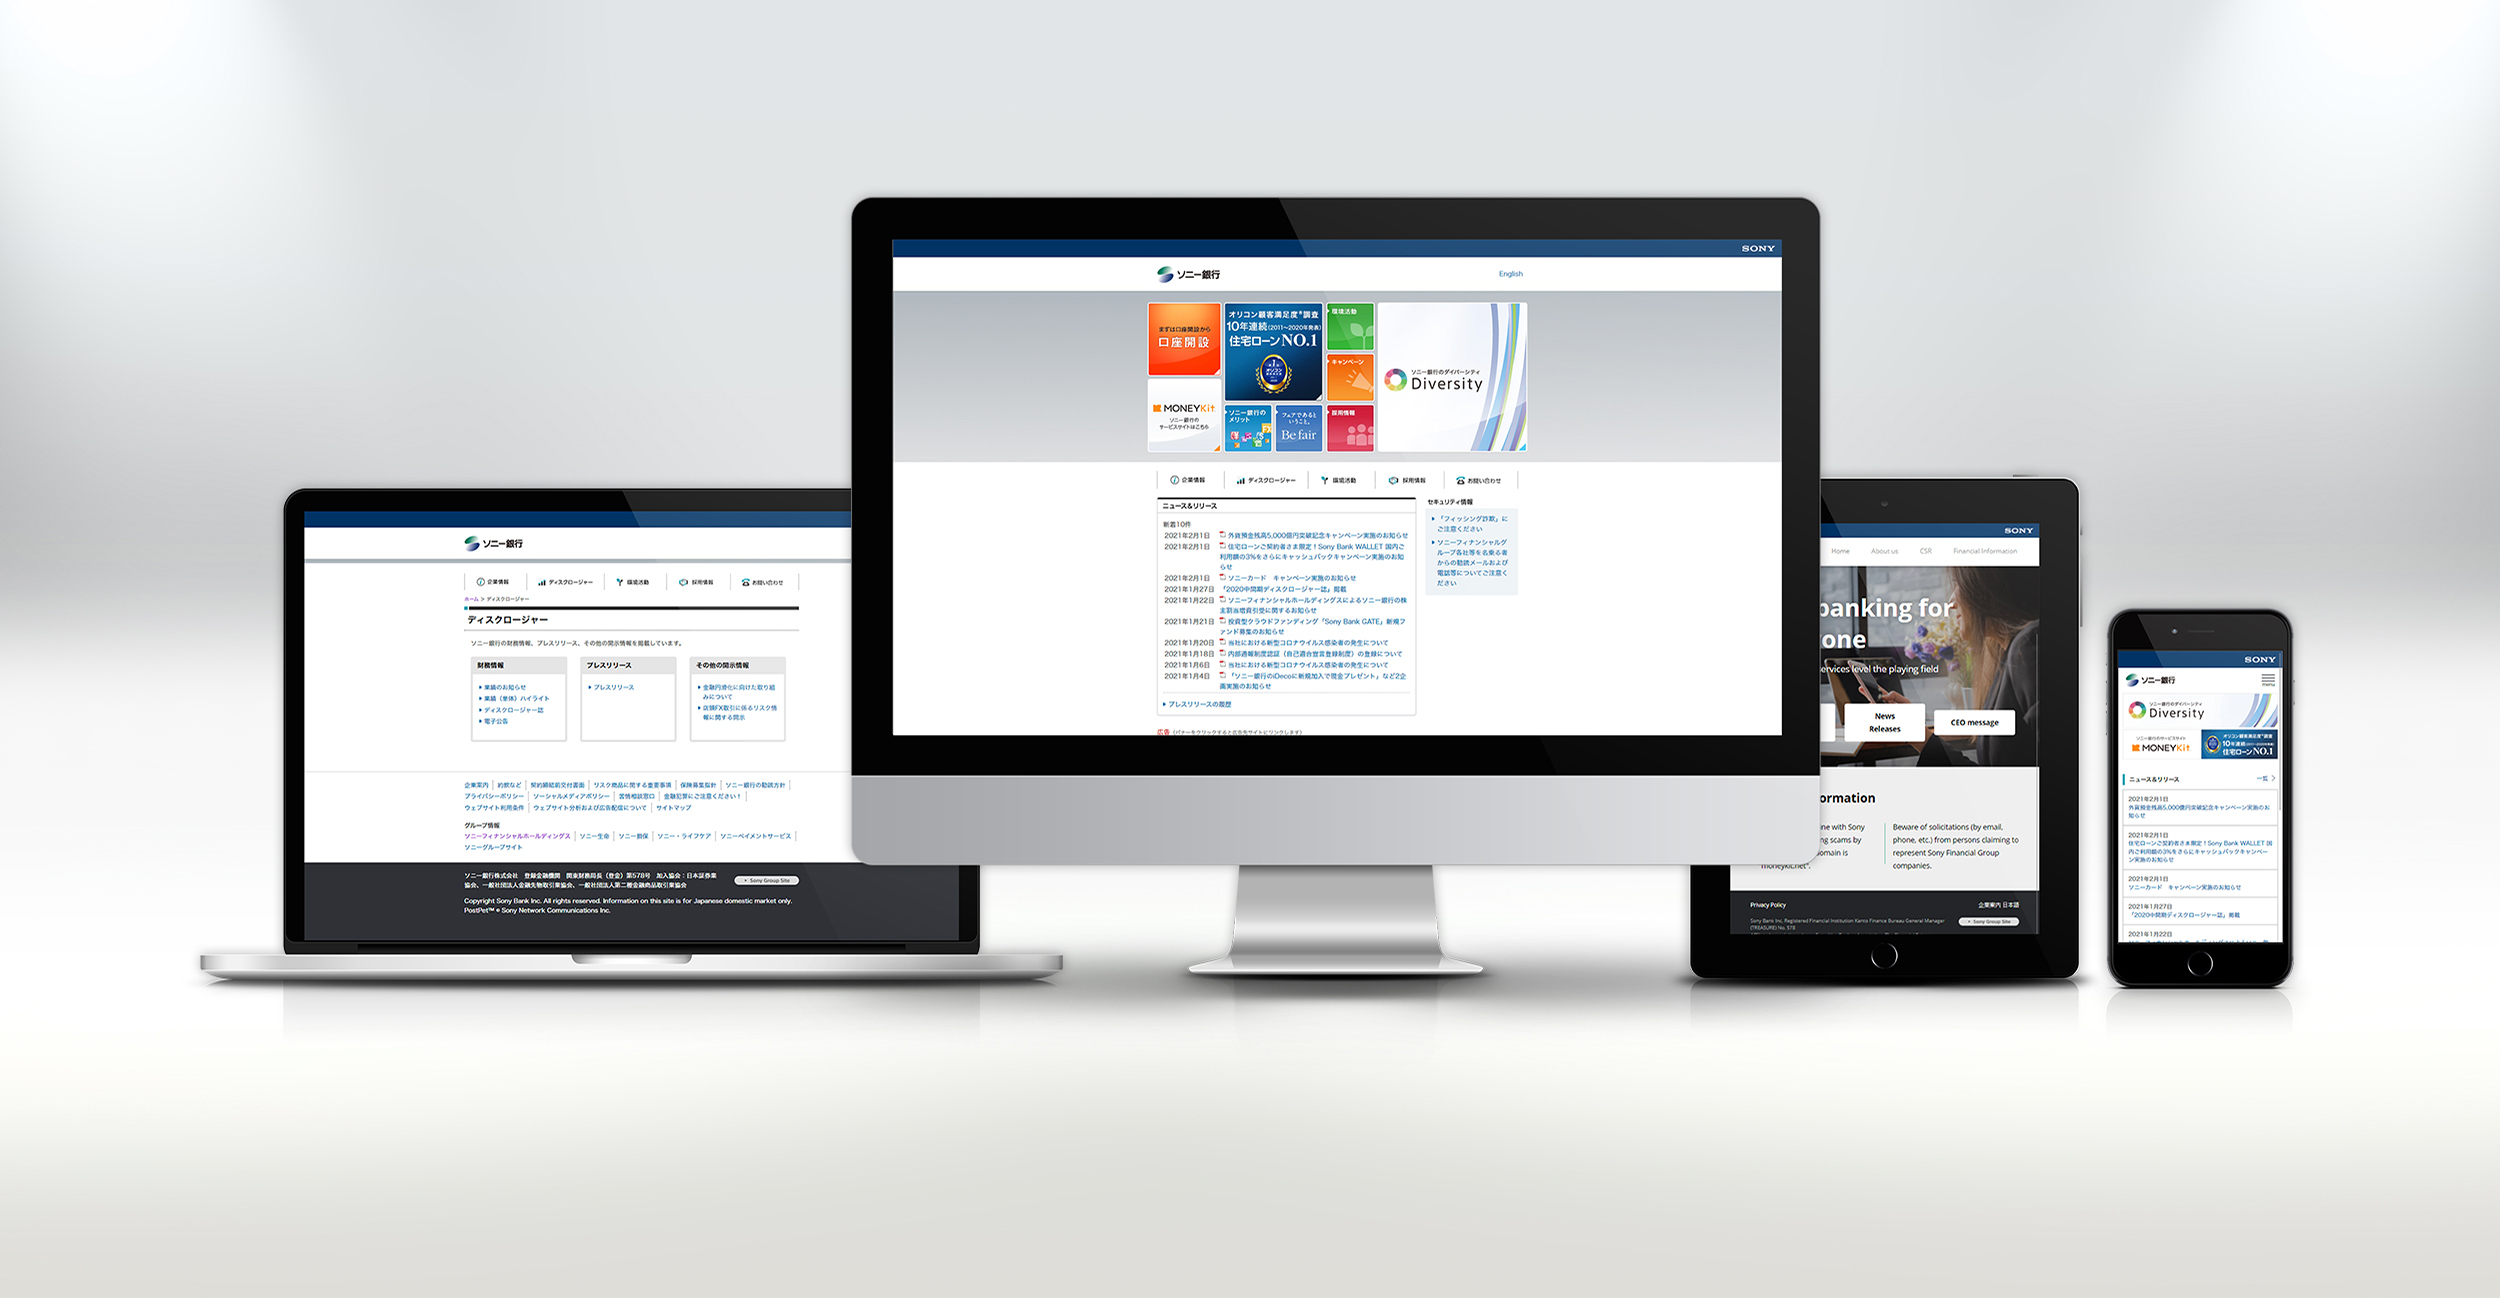 ソニー銀行
企業情報
ディスクロージャー
環境活動
採用情報
お問い合わせ
ホーム > ディスクロージャー
ディスクロージャー
ソニー銀行の財務情報、プレスリリース、その他の開示情報を掲載しています。
財務情報
業績のお知らせ
業績（単体）ハイライト
ディスクロージャー誌
電子公告
プレスリリース
プレスリリース
その他の開示情報
金融円滑化に向けた取り組
みについて
店頭FX取引に係るリスク情
報に関する開示
企業案内 | 約款など | 契約締結前交付書面 | リスク商品に関する重要事項 | 保険募集指針 | ソニー銀行の勧誘方針 |
プライバシーポリシー | ソーシャルメディアポリシー | 苦情相談窓口 | 金融犯罪にご注意ください！ |
ウェブサイト利用条件 | ウェブサイト分析および広告配信について | サイトマップ
グループ情報
ソニーフィナンシャルホールディングス | ソニー生命 | ソニー損保 | ソニー・ライフケア | ソニーペイメントサービス |
ソニーグループサイト
ソニー銀行株式会社　登録金融機関　関東財務局長（登金）第578号　加入協会：日本証券業
協会、一般社団法人金融先物取引業協会、一般社団法人第二種金融商品取引業協会
Sony Group Site
Copyright Sony Bank Inc. All rights reserved. Information on this site is for Japanese domestic market only.
PostPet™ © Sony Network Communications Inc.
SONY
ソニー銀行
English
まずは口座開設から
口座開設
MONEYKit
ソニー銀行の
サービスサイトはこちら
オリコン顧客満足度®調査
10年連続(2011～2020年発表)
住宅ローンNO.1
ソニー銀行の
メリット
フェアであると
いうこと。
Be fair
環境活動
キャンペーン
採用情報
ソニー銀行のダイバーシティ
Diversity
企業情報
ディスクロージャー
環境活動
採用情報
お問い合わせ
ニュース&リリース
新着10件
2021年2月1日 外貨預金残高5,000億円突破記念キャンペーン実施のお知らせ
2021年2月1日 住宅ローンご契約者さま限定！Sony Bank WALLET 国内ご
利用額の3%をさらにキャッシュバックキャンペーン実施のお知
らせ
2021年2月1日 ソニーカード　キャンペーン実施のお知らせ
2021年1月27日 「2020中間期ディスクロージャー誌」掲載
2021年1月22日 ソニーフィナンシャルホールディングスによるソニー銀行の株
主割当増資引受に関するお知らせ
2021年1月21日 投資型クラウドファンディング「Sony Bank GATE」新規フ
ァンド募集のお知らせ
2021年1月20日 当社における新型コロナウイルス感染者の発生について
2021年1月18日 内部通報制度認証（自己適合宣言登録制度）の登録について
2021年1月6日 当社における新型コロナウイルス感染者の発生について
2021年1月4日 「ソニー銀行のiDecoに新規加入で現金プレゼント」など2企
画実施のお知らせ
プレスリリースの履歴
広告 （バナーをクリックすると広告先サイトにリンクします）
セキュリティ情報
「フィッシング詐欺」に
ご注意ください
ソニーフィナンシャルグ
ループ各社等を名乗る者
からの勧誘メールおよび
電話等についてご注意く
ださい
SONY
Home
About us
CSR
Financial Information
banking for
one
services level the playing field
News
Releases
CEO message
ormation
ne with Sony
ng scams by
omain is
moneykit.net".
Beware of solicitations (by email,
phone, etc.) from persons claiming to
represent Sony Financial Group
companies.
Privacy Policy
企業案内 日本語
Sony Bank Inc. Registered Financial Institution Kanto Finance Bureau General Manager
(TREASURE) No. 578
Sony Group Site
SONY
ソニー銀行
menu
ソニー銀行のダイバーシティ
Diversity
ソニー銀行のサービスサイト
MONEYKit
オリコン顧客満足度®調査
10年連続(2011～2020年発表)
住宅ローンNO.1
ニュース&リリース
一覧
2021年2月1日
外貨預金残高5,000億円突破記念キャンペーン実施のお
知らせ
2021年2月1日
住宅ローンご契約者さま限定！Sony Bank WALLET 国
内ご利用額の3%をさらにキャッシュバックキャンペー
ン実施のお知らせ
2021年2月1日
ソニーカード　キャンペーン実施のお知らせ
2021年1月27日
「2020中間期ディスクロージャー誌」掲載
2021年1月22日